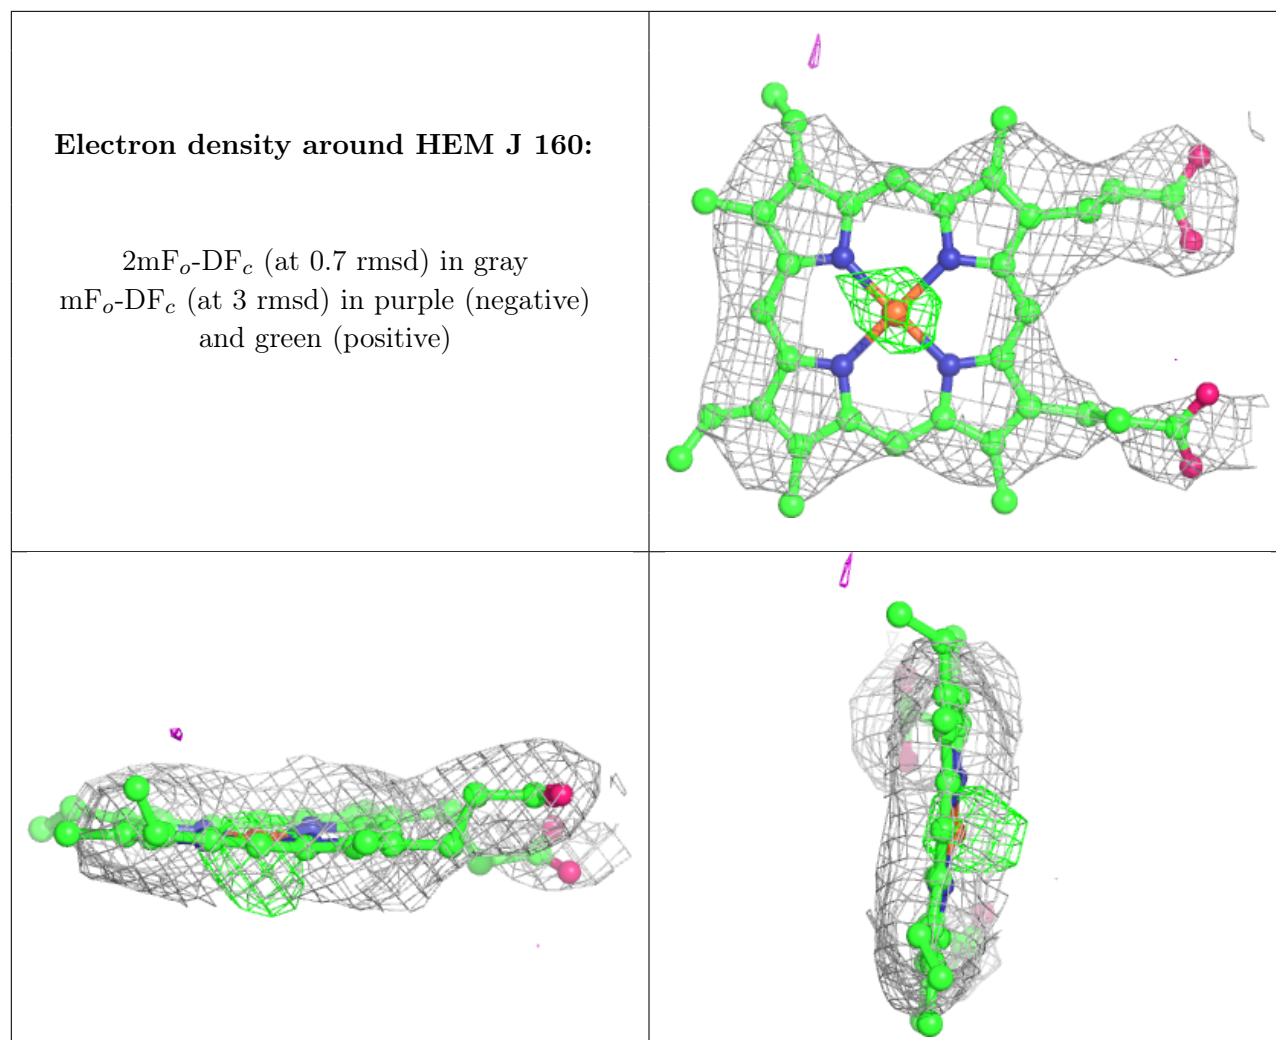 Electron density around HEM J 160:
2mFo-DFc (at 0.7 rmsd) in gray
mFo-DFc (at 3 rmsd) in purple (negative)
and green (positive)